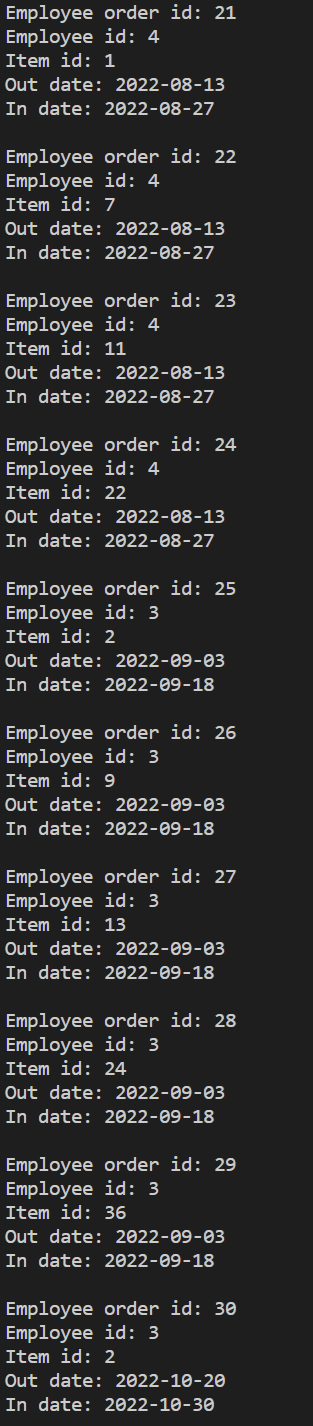 Employee order id: 21
Employee id: 4
Item id: 1
Out date: 2022-08-13
In date: 2022-08-27

Employee order id: 22
Employee id: 4
Item id: 7
Out date: 2022-08-13
In date: 2022-08-27

Employee order id: 23
Employee id: 4
Item id: 11
Out date: 2022-08-13
In date: 2022-08-27

Employee order id: 24
Employee id: 4
Item id: 22
Out date: 2022-08-13
In date: 2022-08-27

Employee order id: 25
Employee id: 3
Item id: 2
Out date: 2022-09-03
In date: 2022-09-18

Employee order id: 26
Employee id: 3
Item id: 9
Out date: 2022-09-03
In date: 2022-09-18

Employee order id: 27
Employee id: 3
Item id: 13
Out date: 2022-09-03
In date: 2022-09-18

Employee order id: 28
Employee id: 3
Item id: 24
Out date: 2022-09-03
In date: 2022-09-18

Employee order id: 29
Employee id: 3
Item id: 36
Out date: 2022-09-03
In date: 2022-09-18

Employee order id: 30
Employee id: 3
Item id: 2
Out date: 2022-10-20
In date: 2022-10-30